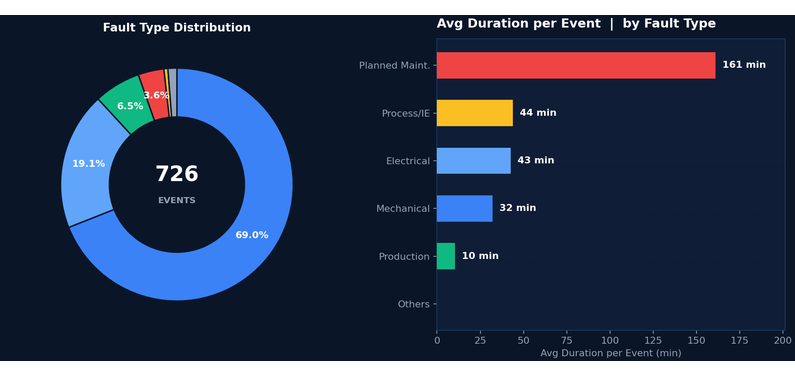 Fault Type Distribution
3.6%
6.5%
19.1%
726
EVENTS
69.0%
Avg Duration per Event | by Fault Type
Planned Maint.
161 min
Process/IE
44 min
Electrical
43 min
Mechanical
32 min
Production
10 min
Others
0 25 50 75 100 125 150 175 200
Avg Duration per Event (min)